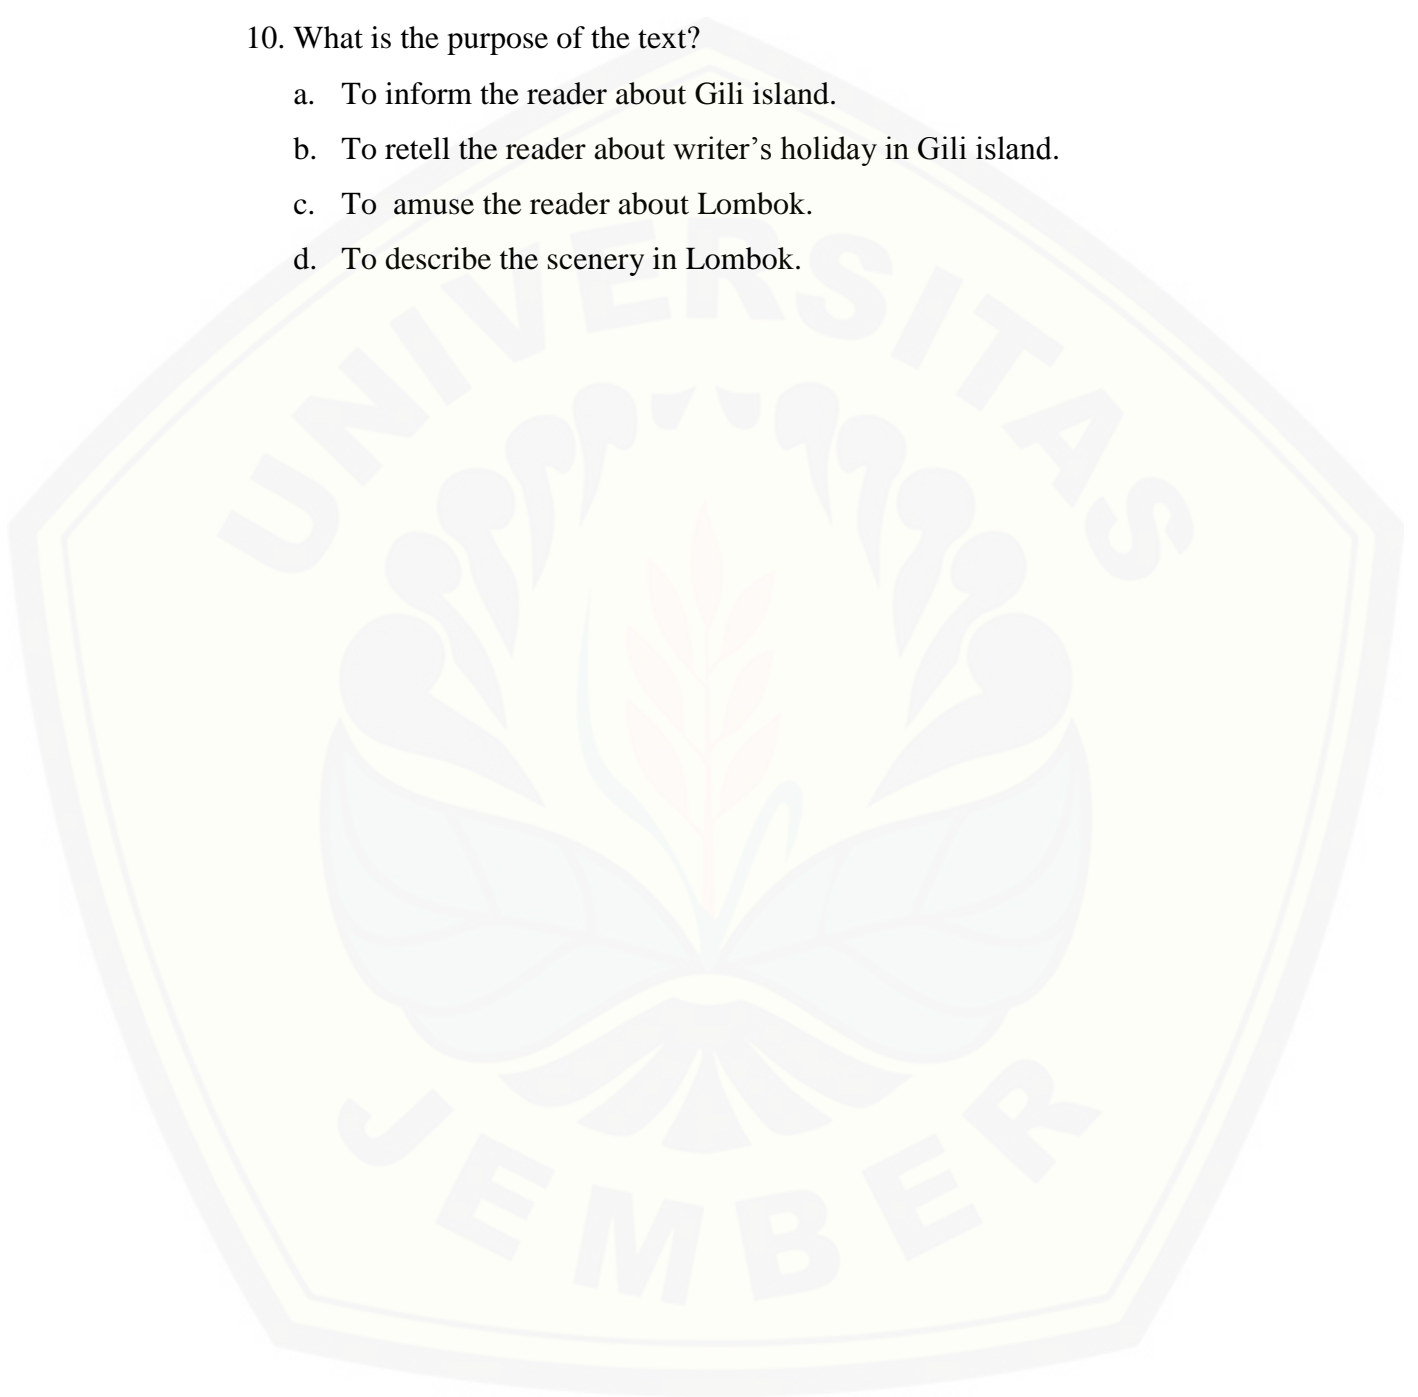 10. What is the purpose of the text?
a. To inform the reader about Gili island.
b. To retell the reader about writer’s holiday in Gili island.
c. To  amuse the reader about Lombok.
d. To describe the scenery in Lombok.
UNIVERSITAS
JEMBER